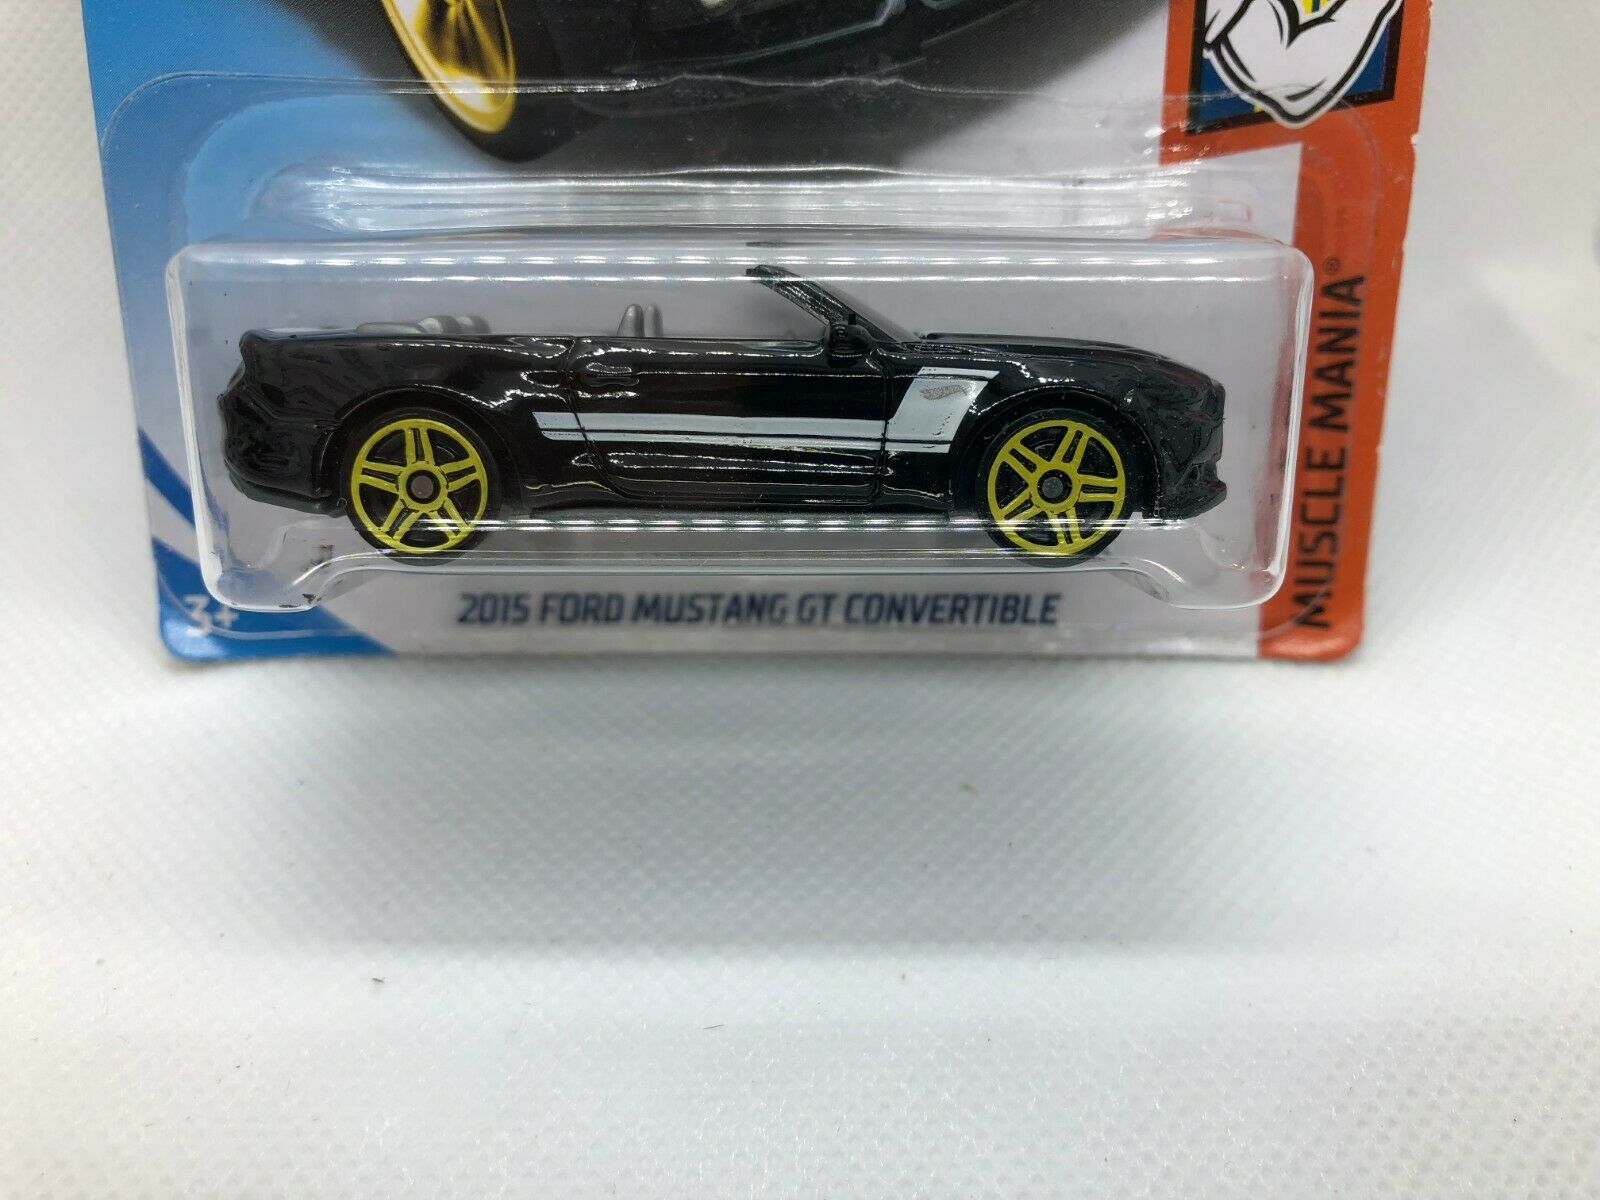 MUSCLE MANIA®
3+
2015 FORD MUSTANG GT CONVERTIBLE